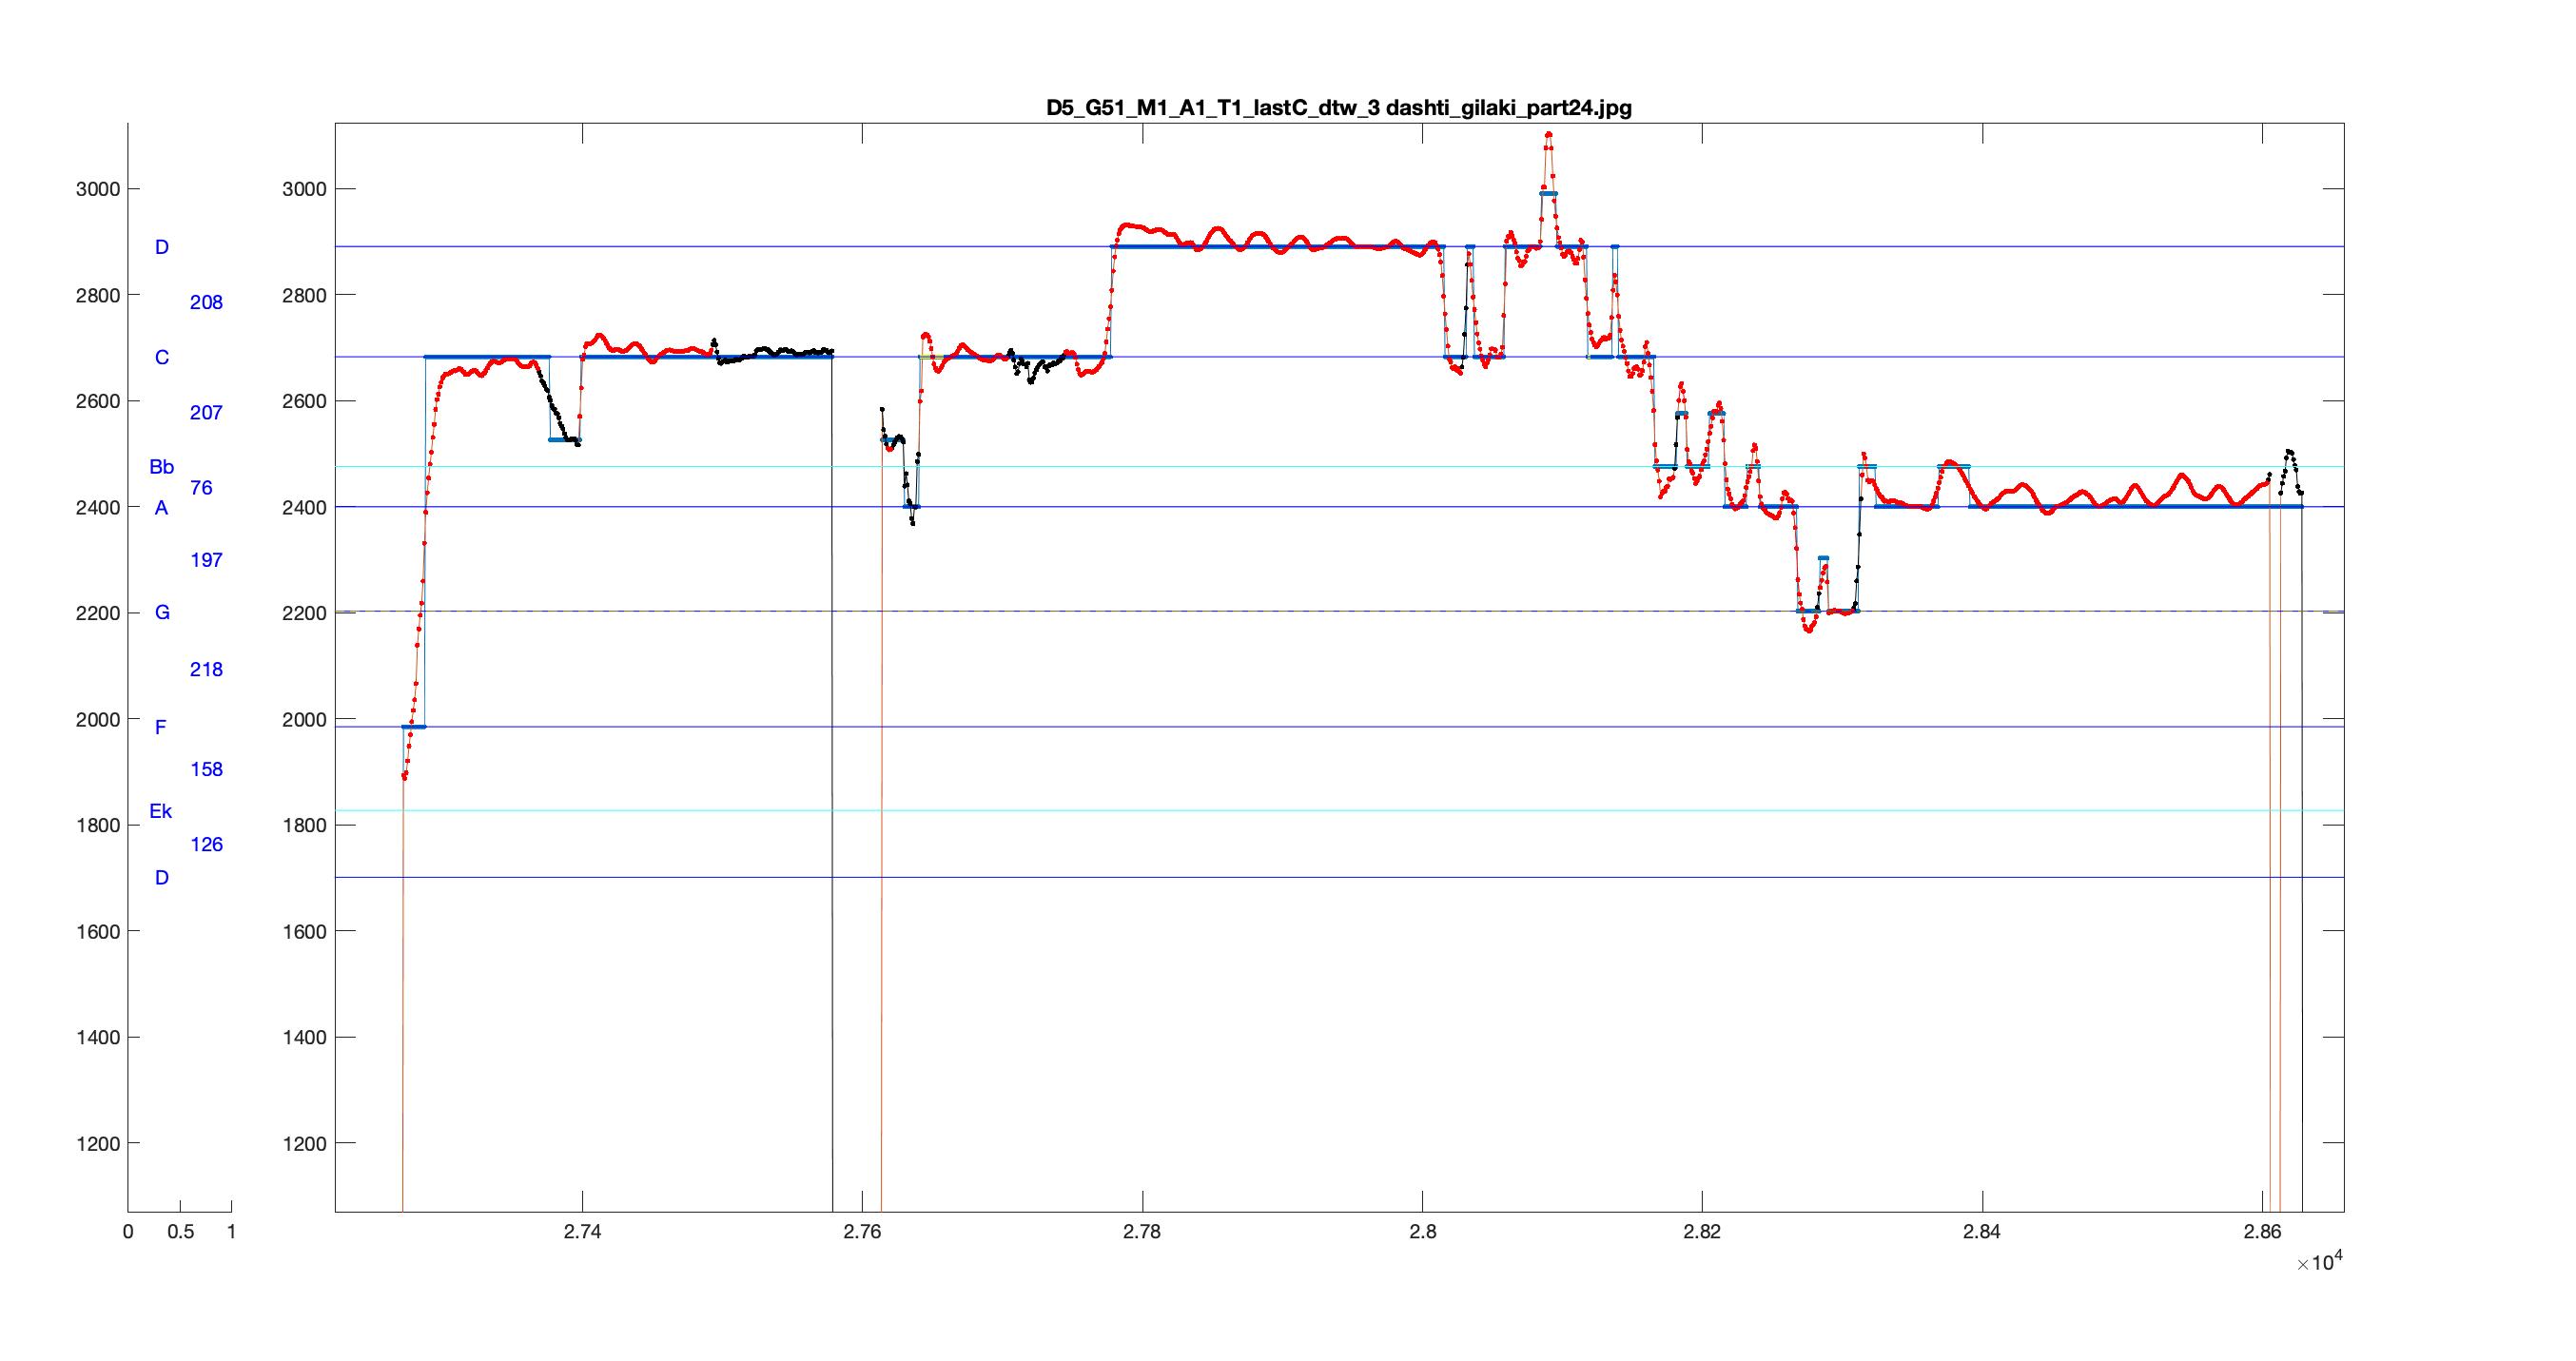 D5_G51_M1_A1_T1_lastC_dtw_3 dashti_gilaki_part24.jpg
3000 3000
D
2800 208 2800
C
2600 207 2600
Bb
76
2400 A 2400
197
2200 G 2200
218
2000 F 2000
158
1800 Ek 1800
126
D
1600 1600
1400 1400
1200 1200
0 0.5 1 2.74 2.76 2.78 2.8 2.82 2.84 2.86
×10⁴